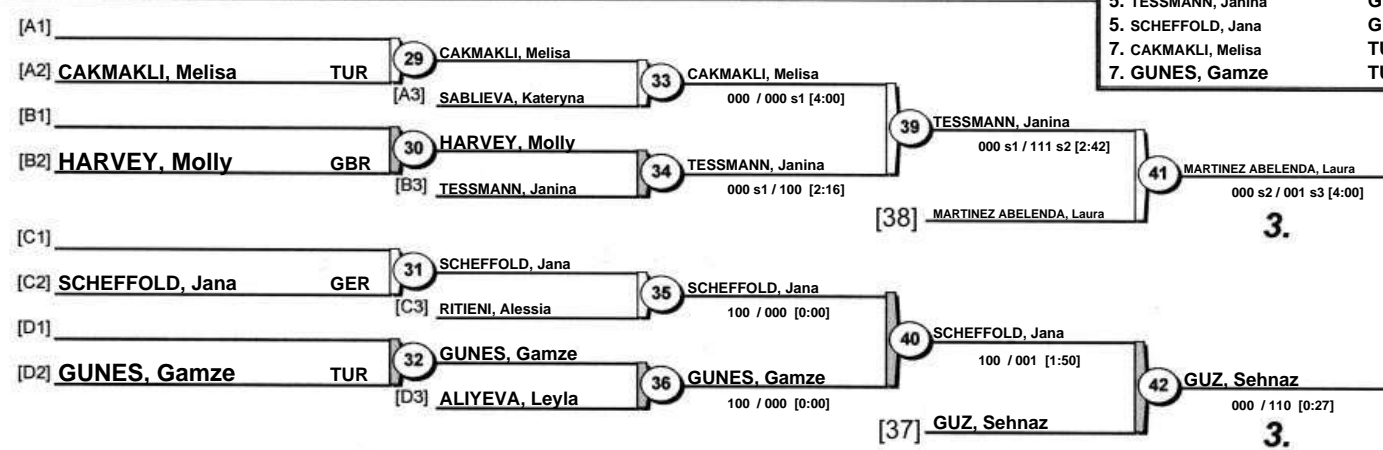 5. TESSMANN, Janina G
5. SCHEFFOLD, Jana G
7. CAKMAKLI, Melisa TU
7. GUNES, Gamze TU
[A1]
[A2] CAKMAKLI, Melisa TUR
29 CAKMAKLI, Melisa
[A3] SABLIEVA, Kateryna
33 CAKMAKLI, Melisa
000 / 000 s1 [4:00]
[B1]
[B2] HARVEY, Molly GBR
30 HARVEY, Molly
[B3] TESSMANN, Janina
34 TESSMANN, Janina
000 s1 / 100 [2:16]
39 TESSMANN, Janina
000 s1 / 111 s2 [2:42]
[38] MARTINEZ ABELENDA, Laura
41 MARTINEZ ABELENDA, Laura
000 s2 / 001 s3 [4:00]
3.
[C1]
[C2] SCHEFFOLD, Jana GER
31 SCHEFFOLD, Jana
[C3] RITIENI, Alessia
35 SCHEFFOLD, Jana
100 / 000 [0:00]
[D1]
[D2] GUNES, Gamze TUR
32 GUNES, Gamze
[D3] ALIYEVA, Leyla
36 GUNES, Gamze
100 / 000 [0:00]
40 SCHEFFOLD, Jana
100 / 001 [1:50]
[37] GUZ, Sehnaz
42 GUZ, Sehnaz
000 / 110 [0:27]
3.